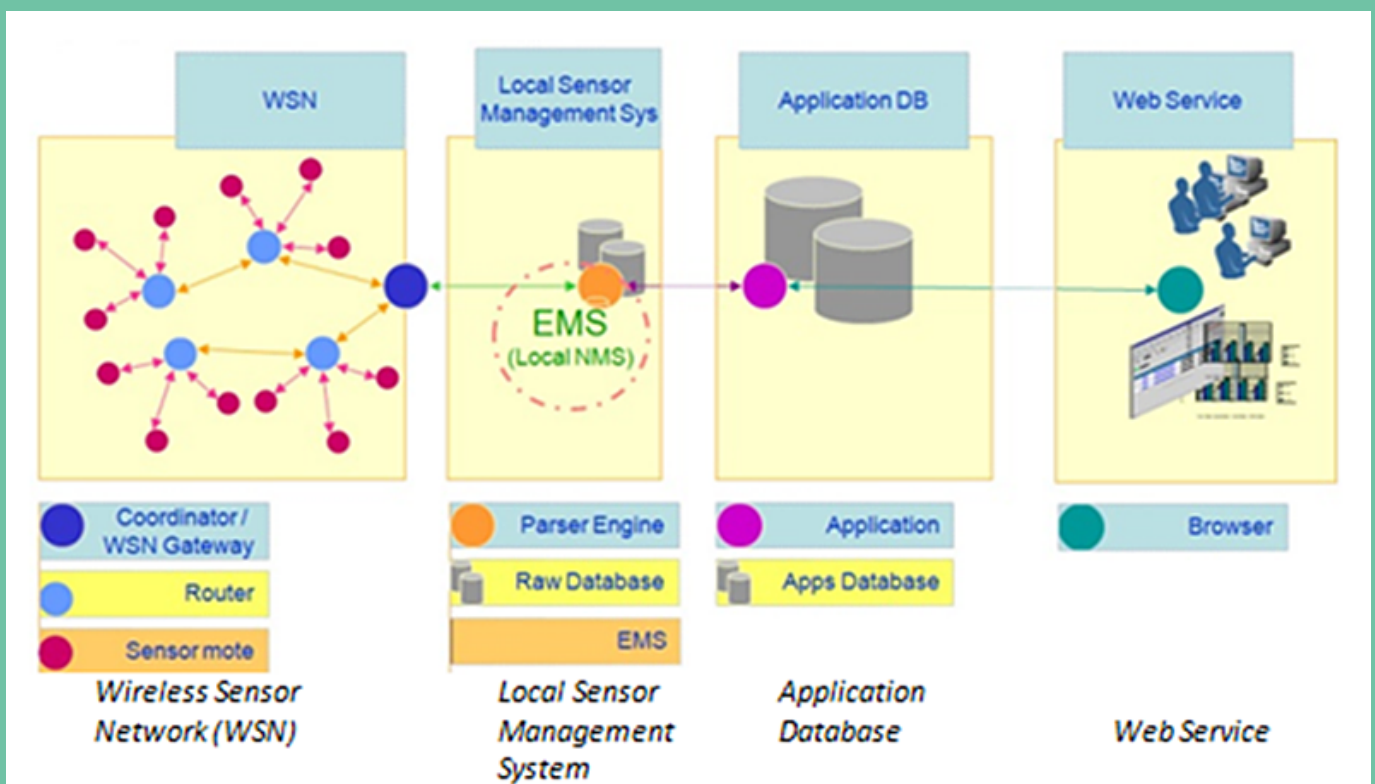 WSN
Local Sensor
Management Sys
Application DB
Web Service
EMS
(Local NMS)
Coordinator /
WSN Gateway
Router
Sensor mote
Parser Engine
Raw Database
EMS
Application
Apps Database
Browser
Wireless Sensor
Network (WSN)
Local Sensor
Management
System
Application
Database
Web Service